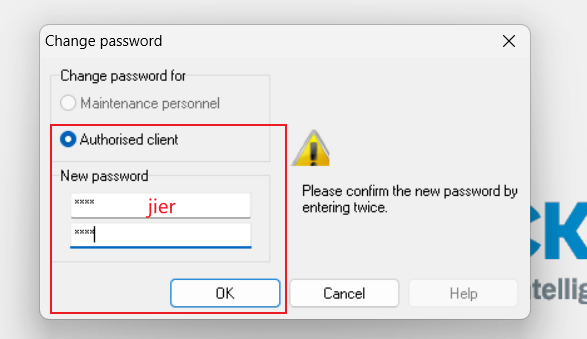 Change password
Change password for
Maintenance personnel
Authorised client
New password
****
jier
****
Please confirm the new password by
entering twice.
OK
Cancel
Help
CK
ntellig